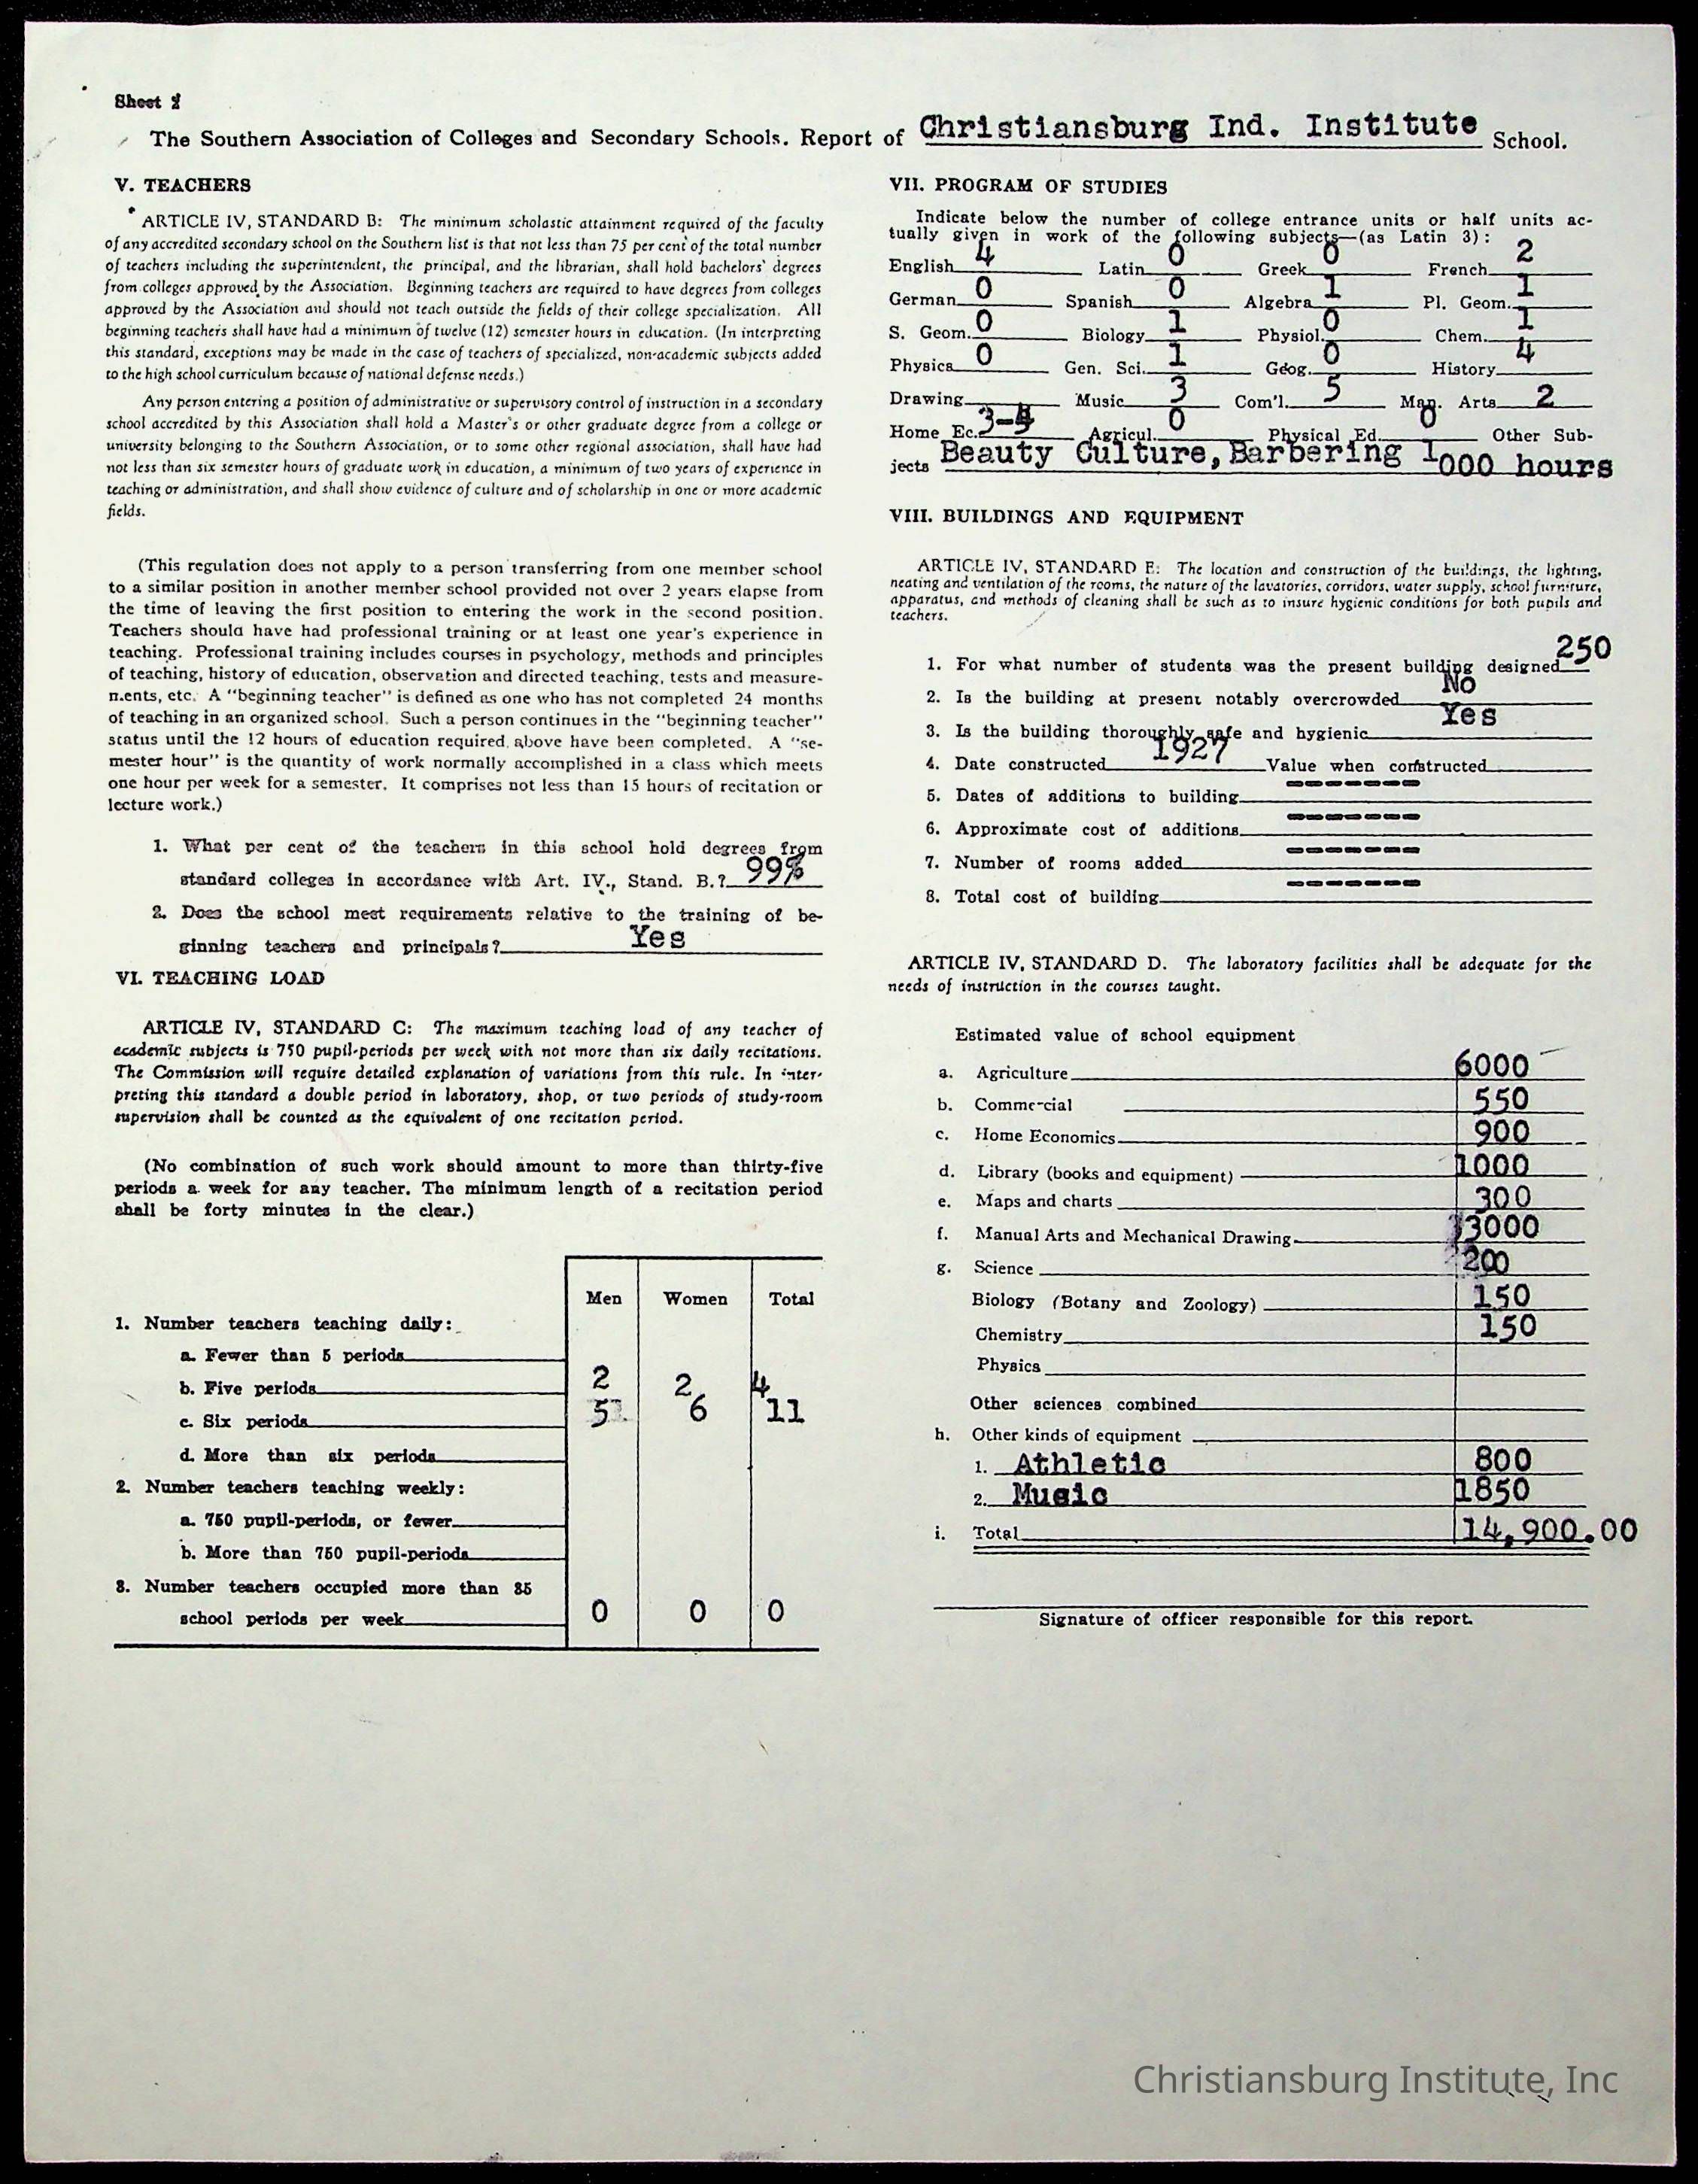 Sheet 2
The Southern Association of Colleges and Secondary Schools. Report of Christiansburg Ind. Institute School.
V. TEACHERS
ARTICLE IV, STANDARD B: The minimum scholastic attainment required of the faculty
of any accredited secondary school on the Southern list is that not less than 75 per cent of the total number
of teachers including the superintendent, the principal, and the librarian, shall hold bachelors' degrees
from colleges approved by the Association. Beginning teachers are required to have degrees from colleges
approved by the Association and should not teach outside the fields of their college specialization. All
beginning teachers shall have had a minimum of twelve (12) semester hours in education. (In interpreting
this standard, exceptions may be made in the case of teachers of specialized, non-academic subjects added
to the high school curriculum because of national defense needs.)
Any person entering a position of administrative or supervisory control of instruction in a secondary
school accredited by this Association shall hold a Master's or other graduate degree from a college or
university belonging to the Southern Association, or to some other regional association, shall have had
not less than six semester hours of graduate work in education, a minimum of two years of experience in
teaching or administration, and shall show evidence of culture and of scholarship in one or more academic
fields.
(This regulation does not apply to a person transferring from one member school
to a similar position in another member school provided not over 2 years elapse from
the time of leaving the first position to entering the work in the second position.
Teachers should have had professional training or at least one year's experience in
teaching. Professional training includes courses in psychology, methods and principles
of teaching, history of education, observation and directed teaching, tests and measure-
ments, etc. A "beginning teacher" is defined as one who has not completed 24 months
of teaching in an organized school. Such a person continues in the "beginning teacher"
status until the 12 hours of education required above have been completed. A "se-
mester hour" is the quantity of work normally accomplished in a class which meets
one hour per week for a semester. It comprises not less than 15 hours of recitation or
lecture work.)
1. What per cent of the teachers in this school hold degrees from
standard colleges in accordance with Art. IV., Stand. B.? 99%
2. Does the school meet requirements relative to the training of be-
ginning teachers and principals? Yes
VI. TEACHING LOAD
ARTICLE IV, STANDARD C: The maximum teaching load of any teacher of
academic subjects is 750 pupil-periods per week with not more than six daily recitations.
The Commission will require detailed explanation of variations from this rule. In inter-
preting this standard a double period in laboratory, shop, or two periods of study-room
supervision shall be counted as the equivalent of one recitation period.
(No combination of such work should amount to more than thirty-five
periods a week for any teacher. The minimum length of a recitation period
shall be forty minutes in the clear.)
Men Women Total
1. Number teachers teaching daily:
a. Fewer than 5 periods
b. Five periods 2 2 4
c. Six periods 5 6 11
d. More than six periods
2. Number teachers teaching weekly:
a. 750 pupil-periods, or fewer
b. More than 750 pupil-periods
3. Number teachers occupied more than 35
school periods per week 0 0 0
VII. PROGRAM OF STUDIES
Indicate below the number of college entrance units or half units ac-
tually given in work of the following subjects—(as Latin 3):
English 4 Latin 0 Greek 0 French 2
German 0 Spanish 0 Algebra 1 Pl. Geom. 1
S. Geom. 0 Biology 1 Physiol. 0 Chem. 1
Physics 0 Gen. Sci. 1 Geog. 0 History 4
Drawing Music 3 Com'l. 5 Man. Arts 2
Home Ec. 3- Agricul. 0 Physical Ed. 0 Other Sub-
jects Beauty Culture, Barbering 1000 hours
VIII. BUILDINGS AND EQUIPMENT
ARTICLE IV, STANDARD E: The location and construction of the buildings, the lighting,
heating and ventilation of the rooms, the nature of the lavatories, corridors, water supply, school furniture,
apparatus, and methods of cleaning shall be such as to insure hygienic conditions for both pupils and
teachers.
1. For what number of students was the present building designed 250
2. Is the building at present notably overcrowded No
3. Is the building thoroughly safe and hygienic Yes
4. Date constructed 1927 Value when constructed
5. Dates of additions to building -------
6. Approximate cost of additions -------
7. Number of rooms added -------
8. Total cost of building -------
ARTICLE IV, STANDARD D. The laboratory facilities shall be adequate for the
needs of instruction in the courses taught.
Estimated value of school equipment
a. Agriculture 6000
b. Commercial 550
c. Home Economics 900
d. Library (books and equipment) 1000
e. Maps and charts 300
f. Manual Arts and Mechanical Drawing 3000
g. Science 200
Biology (Botany and Zoology) 150
Chemistry 150
Physics
Other sciences combined
h. Other kinds of equipment
1. Athletic 800
2. Music 1850
i. Total 14,900.00
Signature of officer responsible for this report.
Christiansburg Institute, Inc